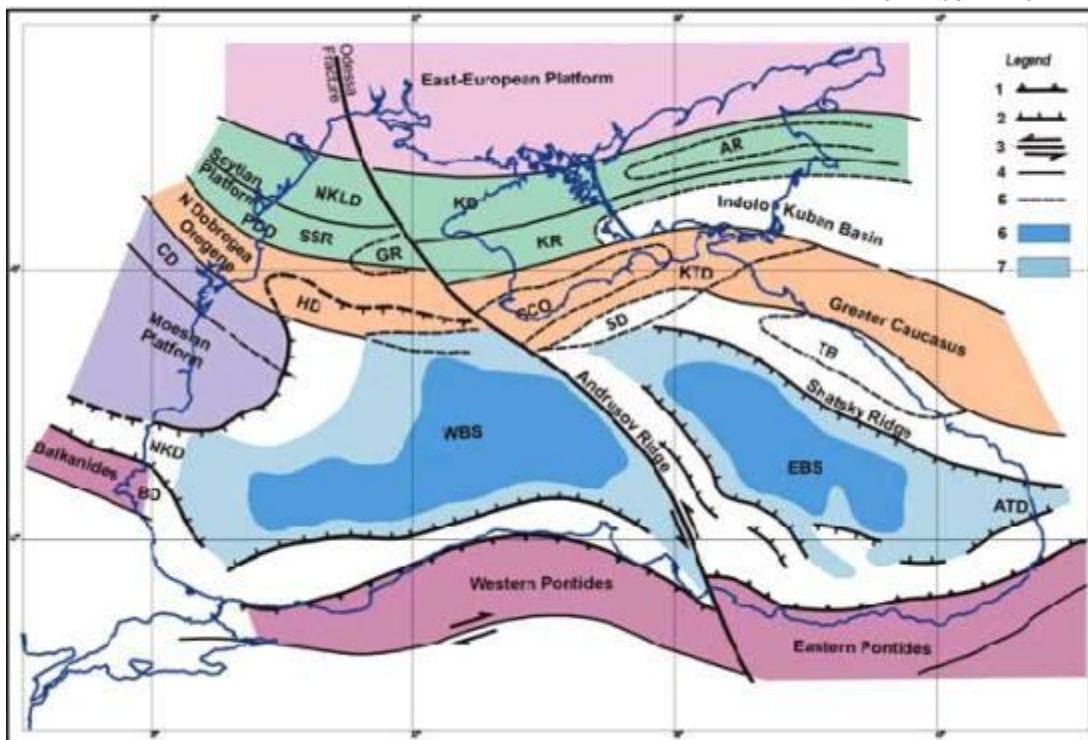 Odessa
Fracture
East-European Platform
Legend
1
2
3
4
5
6
7
Scytian
Platform
NKLD
KD
AR
Indolo - Kuban Basin
PDD
SSR
GR
KR
N Dobrogea
Orogene
CD
HD
SCO
KTD
SD
Greater Caucasus
TB
Moesian
Platform
Shatsky Ridge
Andrusov Ridge
WBS
EBS
NKD
Balkanides
BD
ATD
Western Pontides
Eastern Pontides